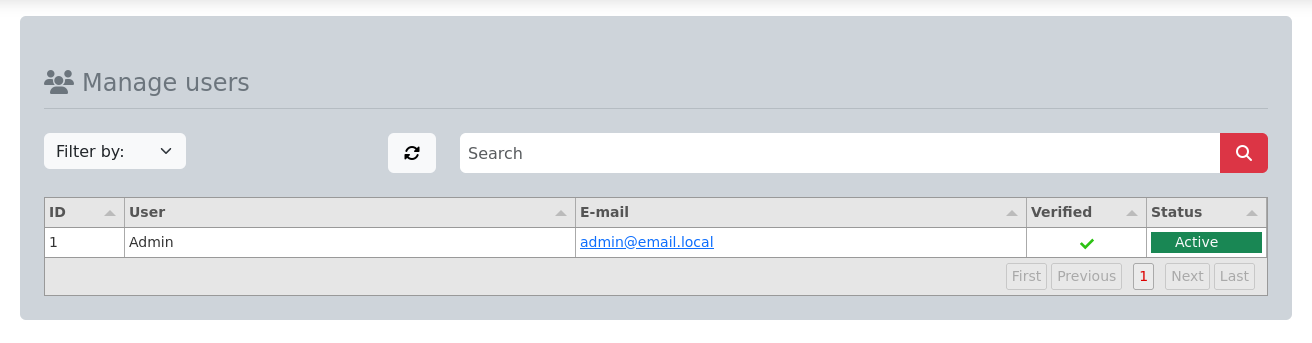 Manage users
Filter by:
Search
ID User E-mail Verified Status
1 Admin admin@email.local Active
First Previous 1 Next Last